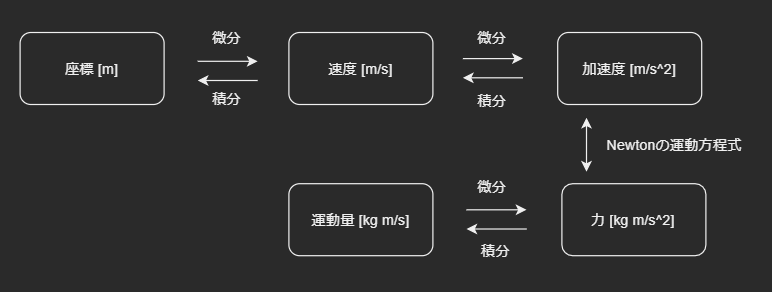 微分
微分
座標 [m]
速度 [m/s]
加速度 [m/s^2]
積分
積分
Newtonの運動方程式
微分
運動量 [kg m/s]
力 [kg m/s^2]
積分